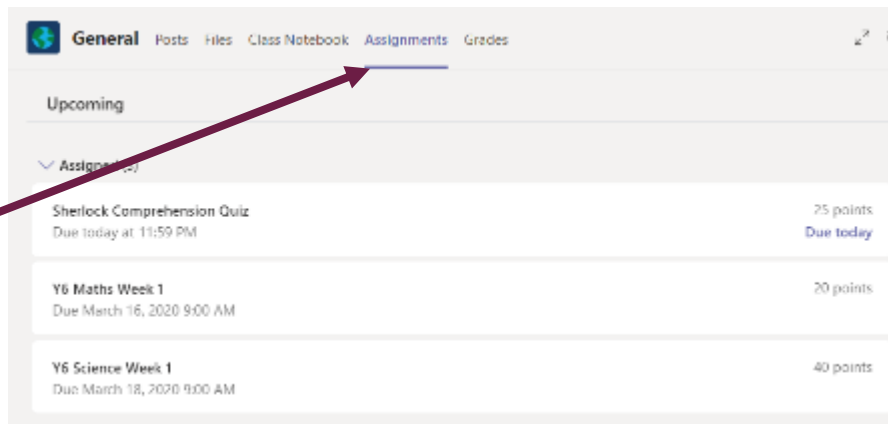 General Posts Files Class Notebook Assignments Grades
Upcoming
Assigned
Sherlock Comprehension Quiz
25 points
Due today at 11:59 PM
Due today
Y6 Maths Week 1
20 points
Due March 16, 2020 9:00 AM
Y6 Science Week 1
40 points
Due March 18, 2020 9:00 AM